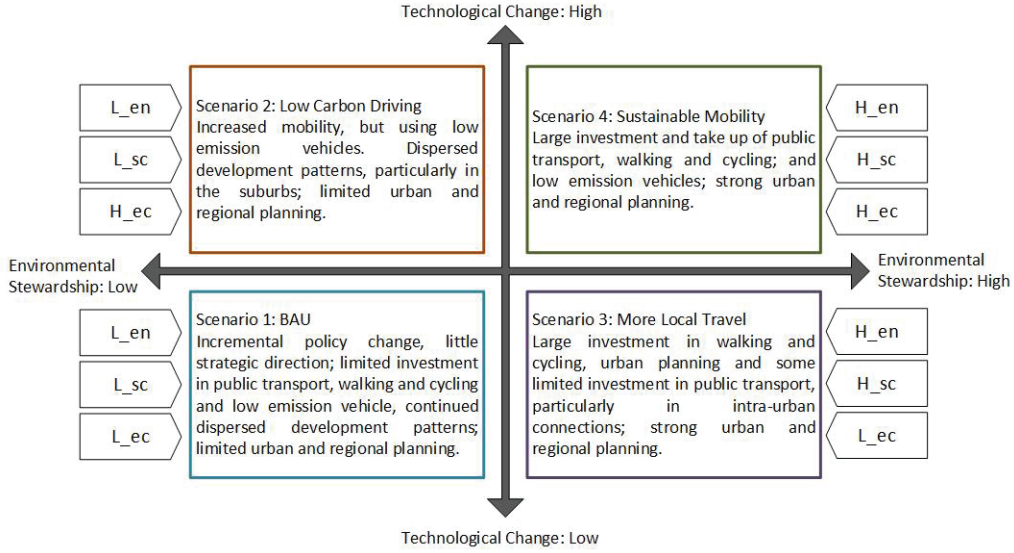 Technological Change: High
L_en
L_sc
H_ec
Scenario 2: Low Carbon Driving
Increased mobility, but using low
emission vehicles. Dispersed
development patterns, particularly in
the suburbs; limited urban and
regional planning.
Scenario 4: Sustainable Mobility
Large investment and take up of public
transport, walking and cycling; and
low emission vehicles; strong urban
and regional planning.
H_en
H_sc
H_ec
Environmental
Stewardship: Low
Environmental
Stewardship: High
L_en
L_sc
L_ec
Scenario 1: BAU
Incremental policy change, little
strategic direction; limited investment
in public transport, walking and cycling
and low emission vehicle, continued
dispersed development patterns;
limited urban and regional planning.
Scenario 3: More Local Travel
Large investment in walking and
cycling, urban planning and some
limited investment in public transport,
particularly in intra-urban
connections; strong urban and
regional planning.
H_en
H_sc
L_ec
Technological Change: Low